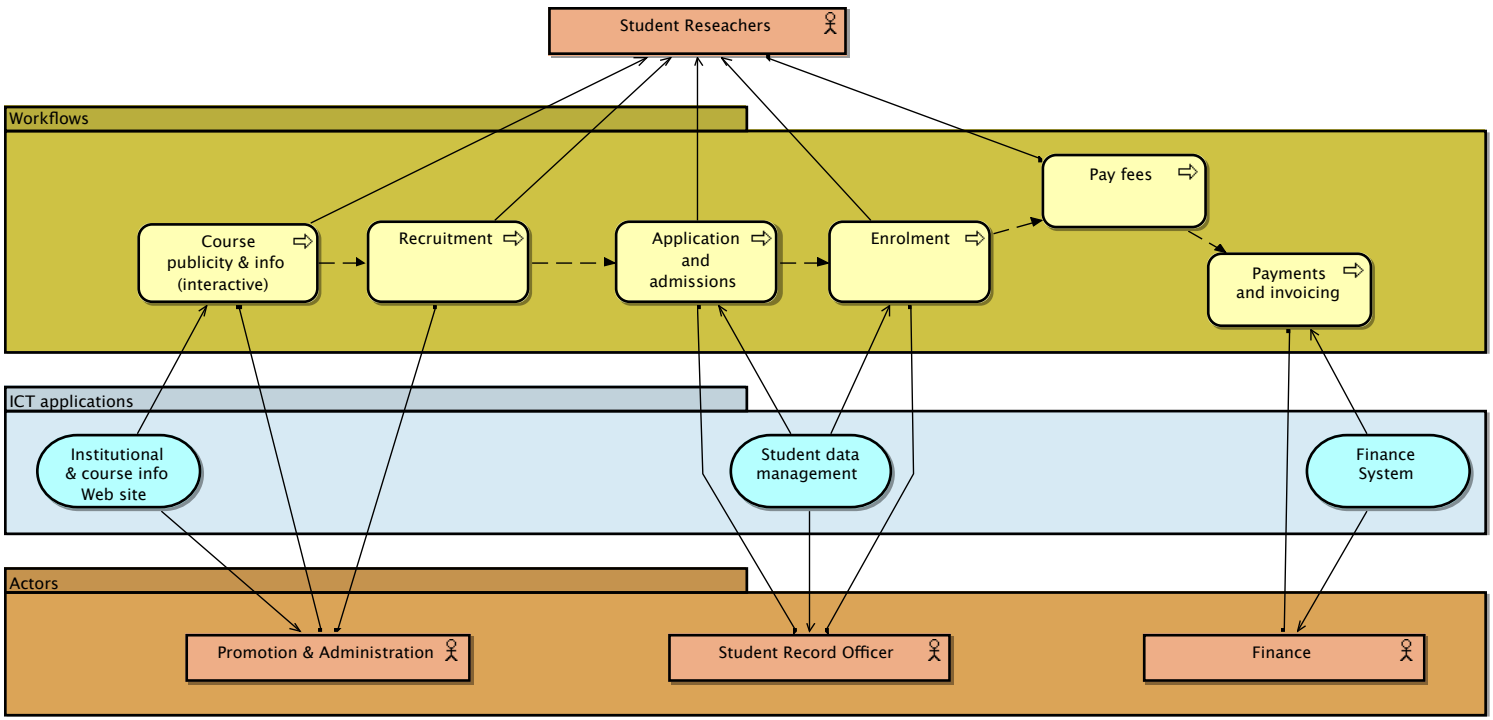 Student Reseachers
Workflows
Pay fees
Course
publicity & info
(interactive)
Recruitment
Application
and
admissions
Enrolment
Payments
and invoicing
ICT applications
Institutional
& course info
Web site
Student data
management
Finance
System
Actors
Promotion & Administration
Student Record Officer
Finance